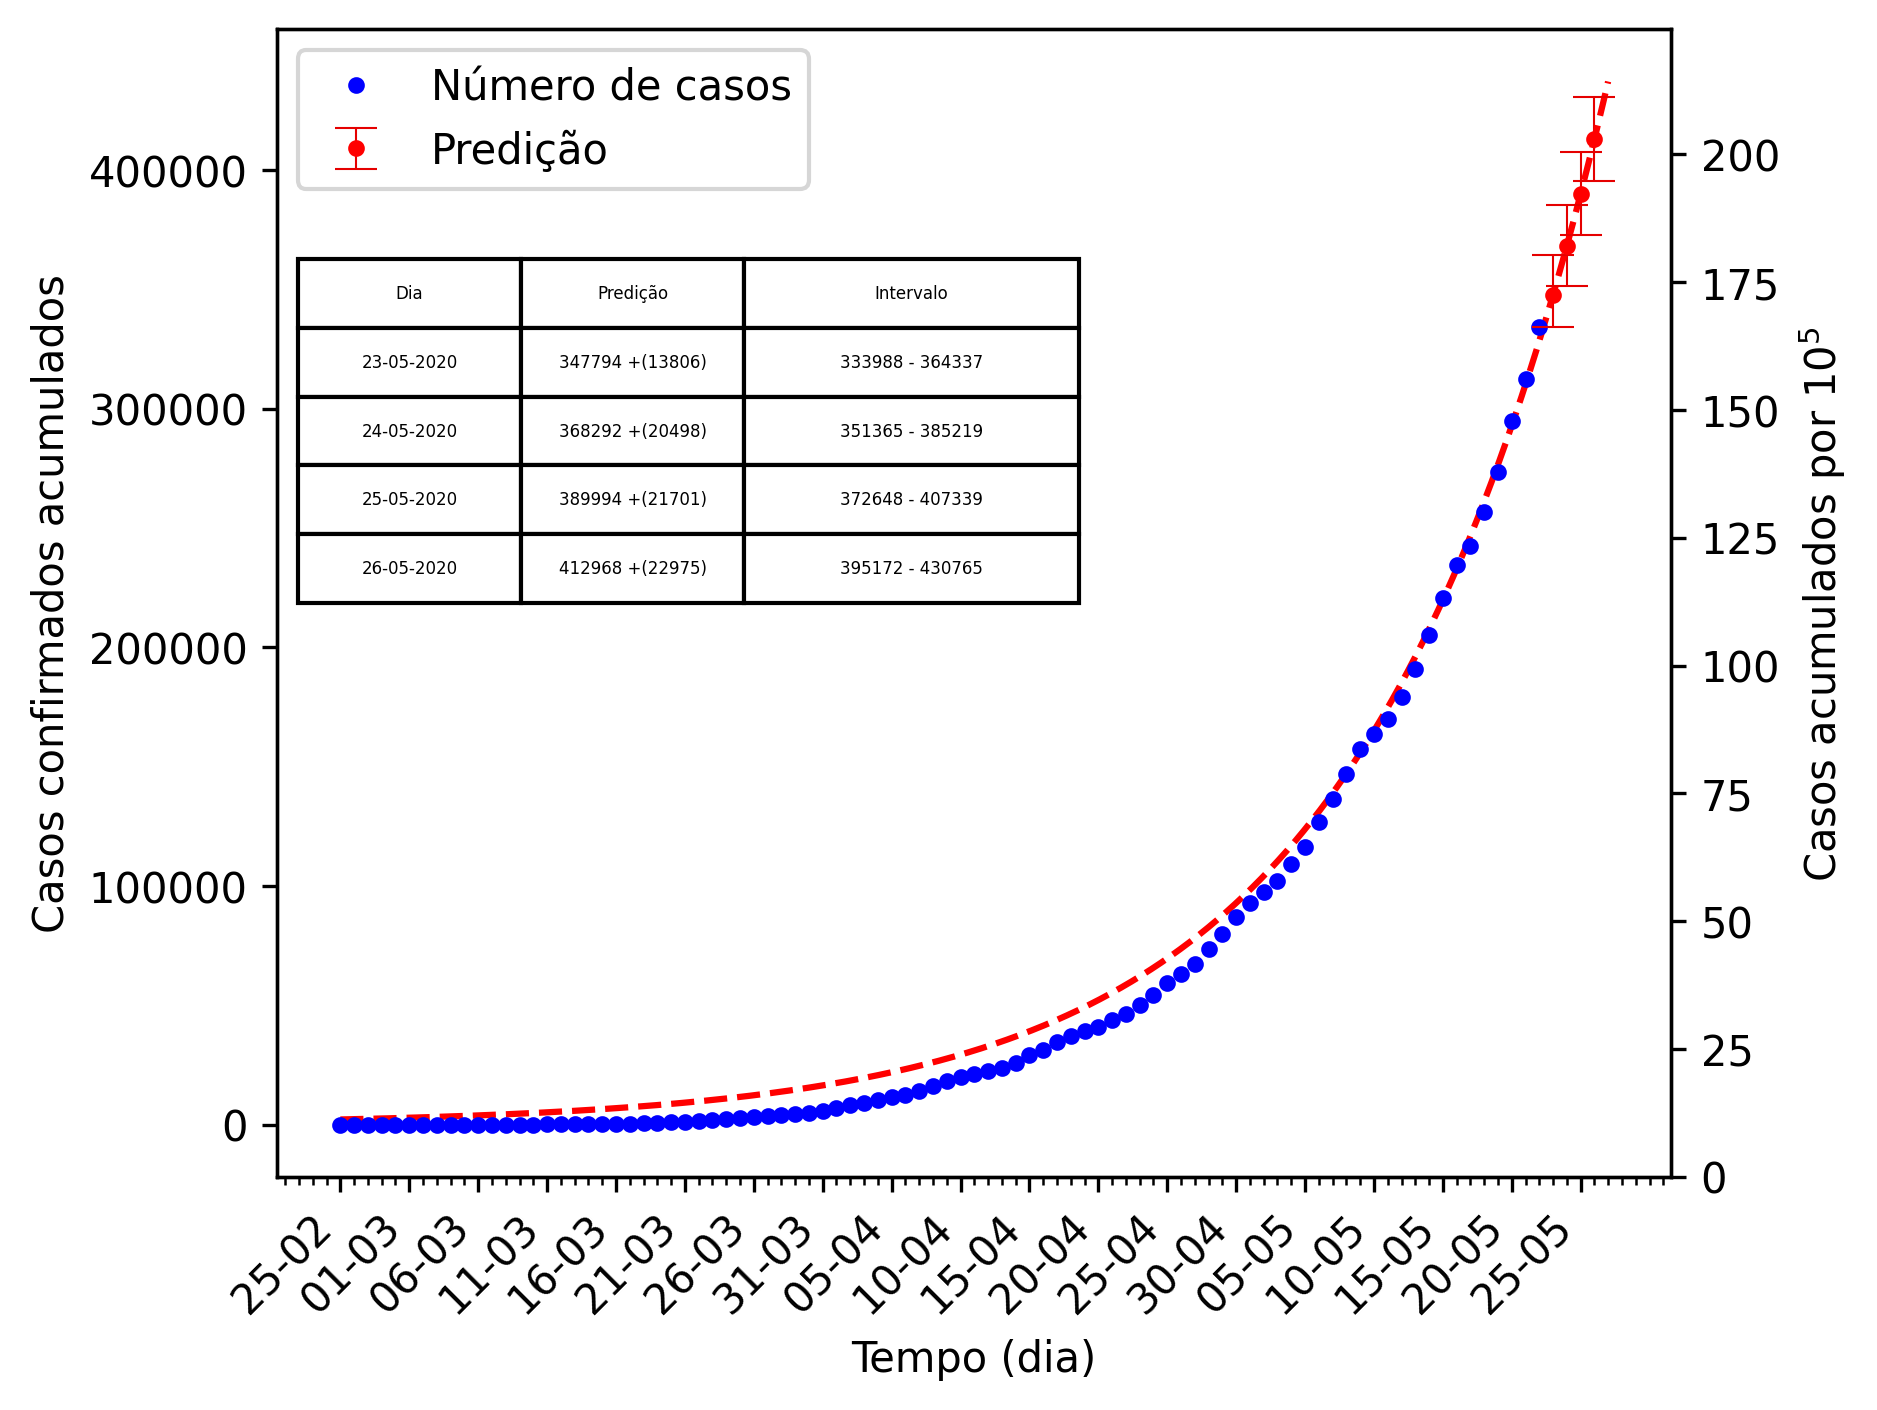 Número de casos
Predição
Dia Predição Intervalo
23-05-2020 347794 +(13806) 333988 - 364337
24-05-2020 368292 +(20498) 351365 - 385219
25-05-2020 389994 +(21701) 372648 - 407339
26-05-2020 412968 +(22975) 395172 - 430765
Casos confirmados acumulados
400000
300000
200000
100000
0
200
175
150
125
100
75
50
25
0
Casos acumulados por 10⁵
25-02 01-03 06-03 11-03 16-03 21-03 26-03 31-03 05-04 10-04 15-04 20-04 25-04 30-04 05-05 10-05 15-05 20-05 25-05
Tempo (dia)